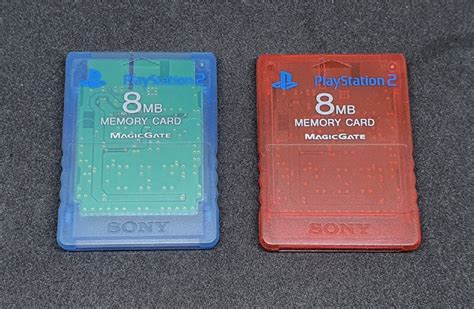 PlayStation 2
8MB
MEMORY CARD
MAGICGATE
SONY
PlayStation 2
8MB
MEMORY CARD
MAGICGATE
SONY